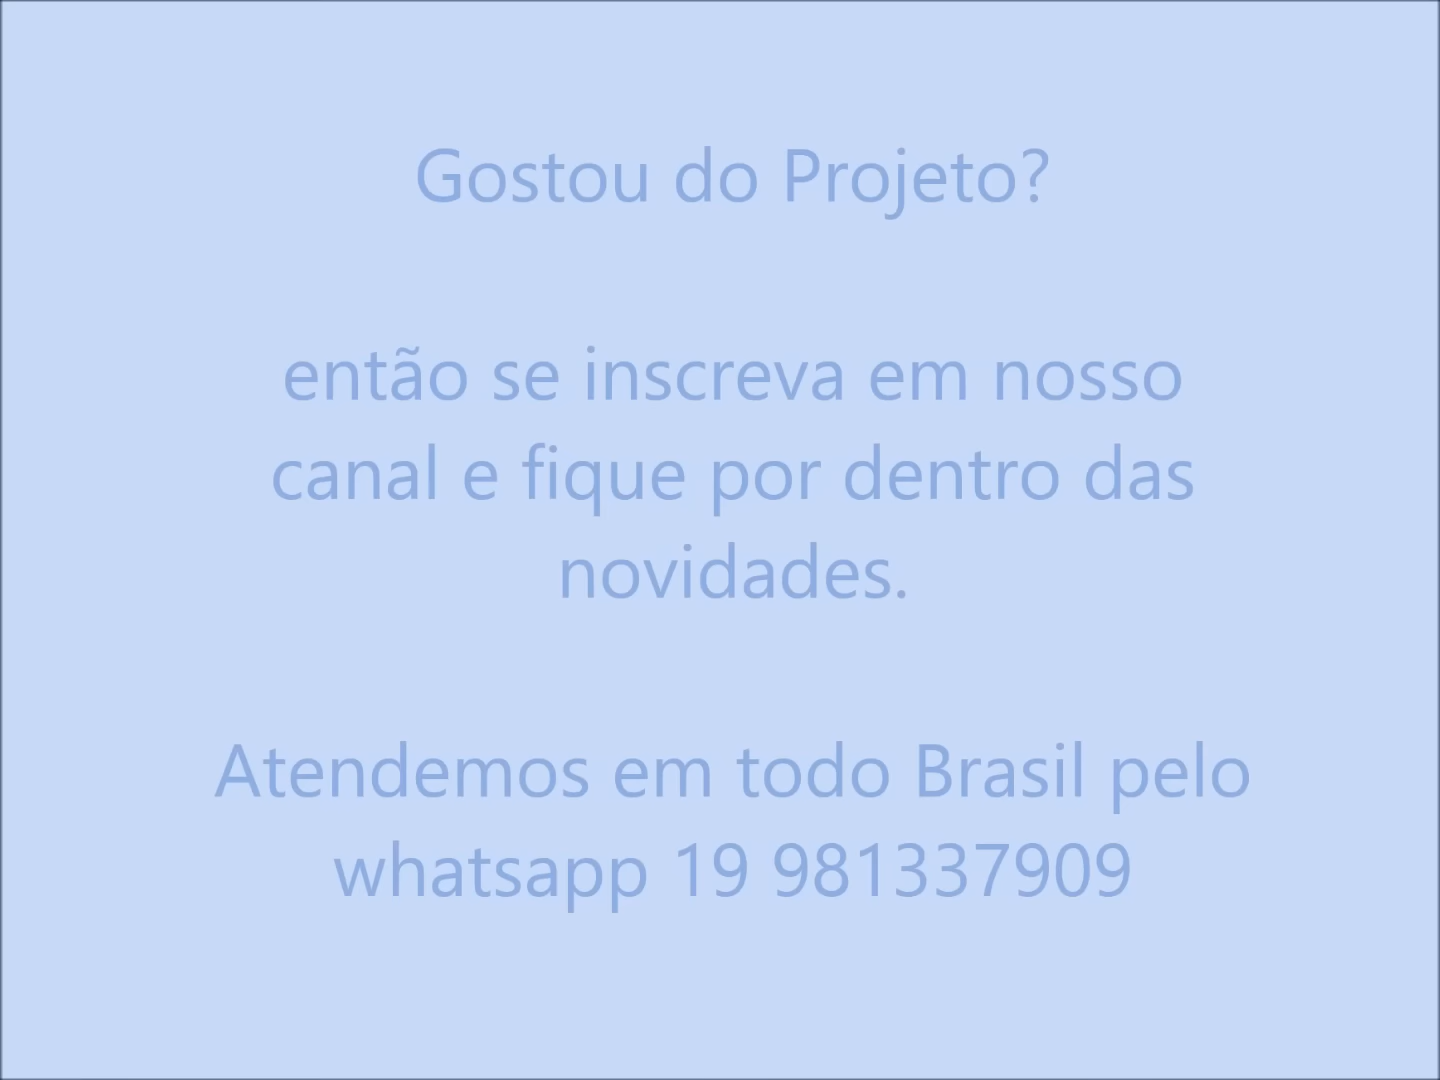 Gostou do Projeto?
então se inscreva em nosso
canal e fique por dentro das
novidades.
Atendemos em todo Brasil pelo
whatsapp 19 981337909